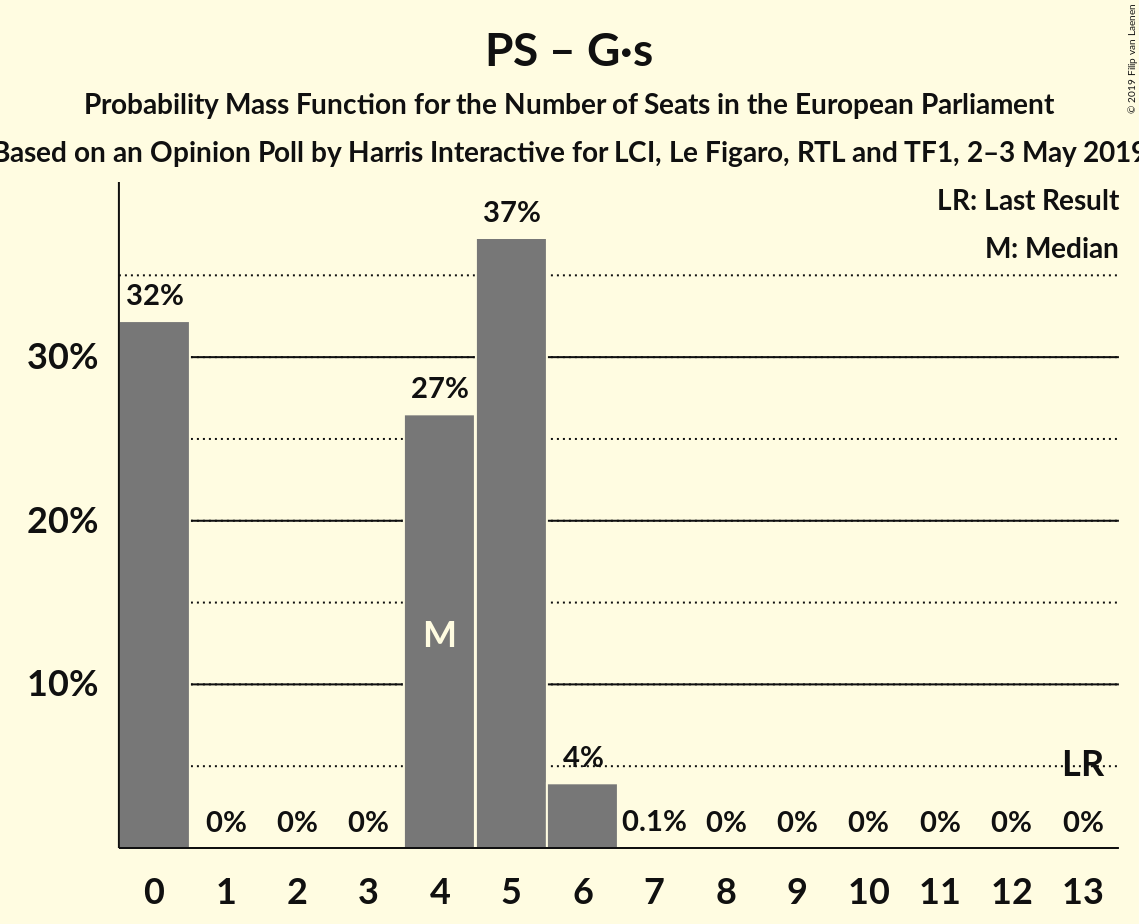 © 2019 Filip van Laenen
PS – G·s
Probability Mass Function for the Number of Seats in the European Parliament
Based on an Opinion Poll by Harris Interactive for LCI, Le Figaro, RTL and TF1, 2–3 May 2019
LR: Last Result
M: Median
37%
32%
30%
27%
20%
M
10%
4%
LR
0% 0% 0% 0.1% 0% 0% 0% 0% 0% 0%
0 1 2 3 4 5 6 7 8 9 10 11 12 13